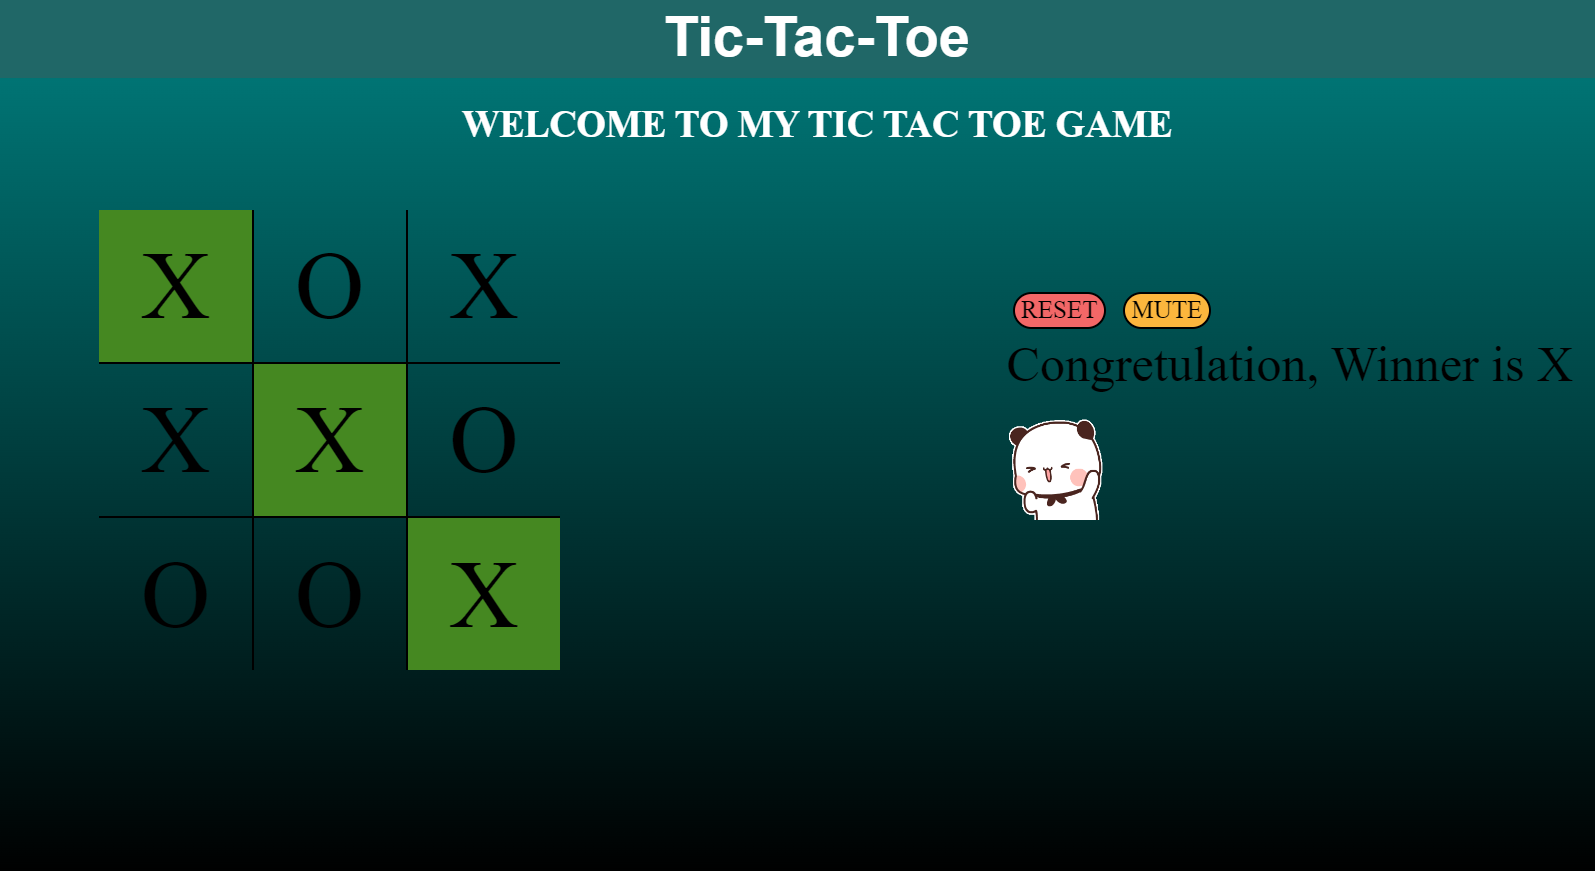 Tic-Tac-Toe
WELCOME TO MY TIC TAC TOE GAME
X O X
X X O
O O X
RESET MUTE
Congretulation, Winner is X